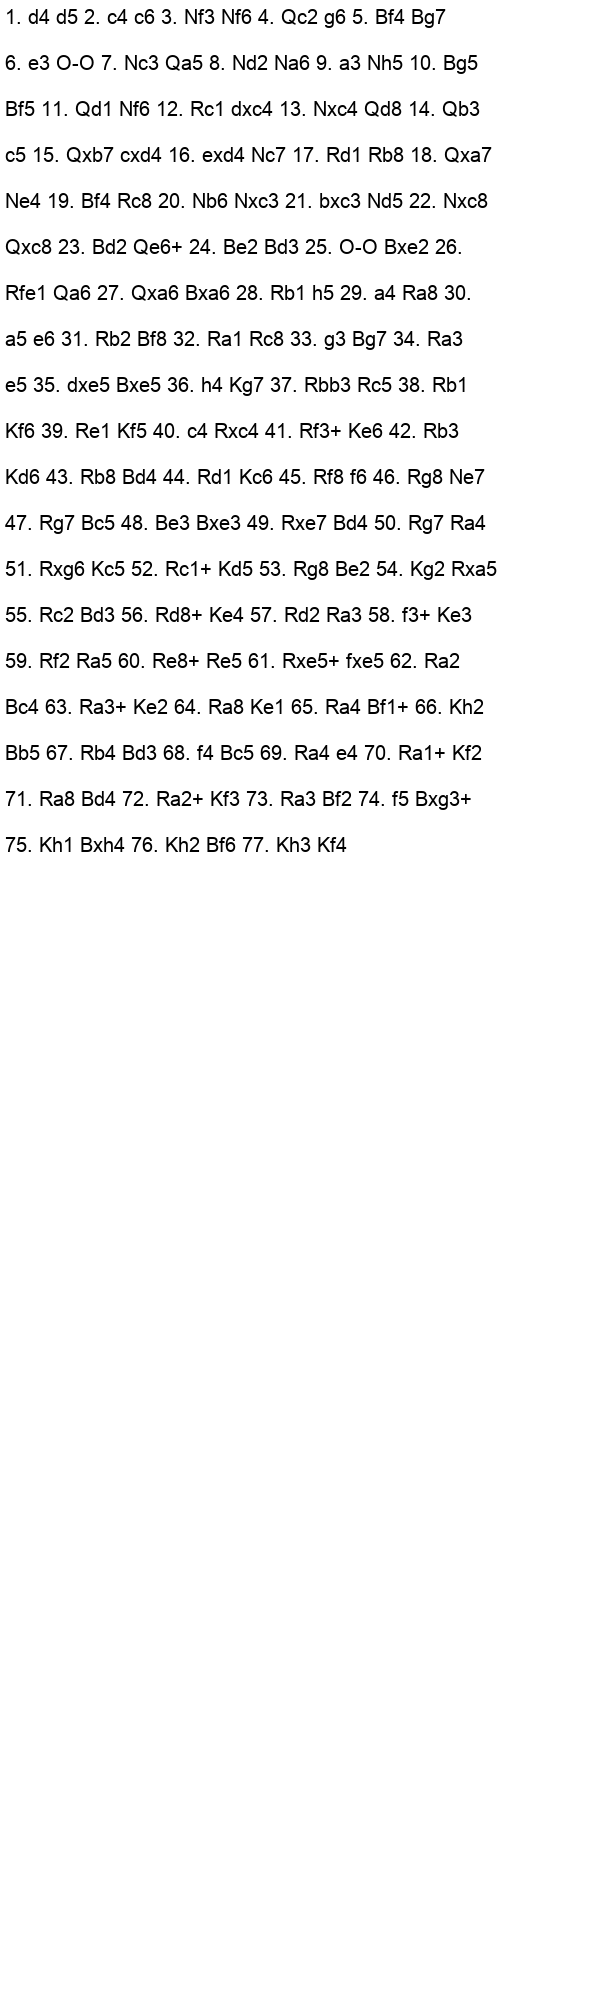 1. d4 d5 2. c4 c6 3. Nf3 Nf6 4. Qc2 g6 5. Bf4 Bg7
6. e3 O-O 7. Nc3 Qa5 8. Nd2 Na6 9. a3 Nh5 10. Bg5
Bf5 11. Qd1 Nf6 12. Rc1 dxc4 13. Nxc4 Qd8 14. Qb3
c5 15. Qxb7 cxd4 16. exd4 Nc7 17. Rd1 Rb8 18. Qxa7
Ne4 19. Bf4 Rc8 20. Nb6 Nxc3 21. bxc3 Nd5 22. Nxc8
Qxc8 23. Bd2 Qe6+ 24. Be2 Bd3 25. O-O Bxe2 26.
Rfe1 Qa6 27. Qxa6 Bxa6 28. Rb1 h5 29. a4 Ra8 30.
a5 e6 31. Rb2 Bf8 32. Ra1 Rc8 33. g3 Bg7 34. Ra3
e5 35. dxe5 Bxe5 36. h4 Kg7 37. Rbb3 Rc5 38. Rb1
Kf6 39. Re1 Kf5 40. c4 Rxc4 41. Rf3+ Ke6 42. Rb3
Kd6 43. Rb8 Bd4 44. Rd1 Kc6 45. Rf8 f6 46. Rg8 Ne7
47. Rg7 Bc5 48. Be3 Bxe3 49. Rxe7 Bd4 50. Rg7 Ra4
51. Rxg6 Kc5 52. Rc1+ Kd5 53. Rg8 Be2 54. Kg2 Rxa5
55. Rc2 Bd3 56. Rd8+ Ke4 57. Rd2 Ra3 58. f3+ Ke3
59. Rf2 Ra5 60. Re8+ Re5 61. Rxe5+ fxe5 62. Ra2
Bc4 63. Ra3+ Ke2 64. Ra8 Ke1 65. Ra4 Bf1+ 66. Kh2
Bb5 67. Rb4 Bd3 68. f4 Bc5 69. Ra4 e4 70. Ra1+ Kf2
71. Ra8 Bd4 72. Ra2+ Kf3 73. Ra3 Bf2 74. f5 Bxg3+
75. Kh1 Bxh4 76. Kh2 Bf6 77. Kh3 Kf4